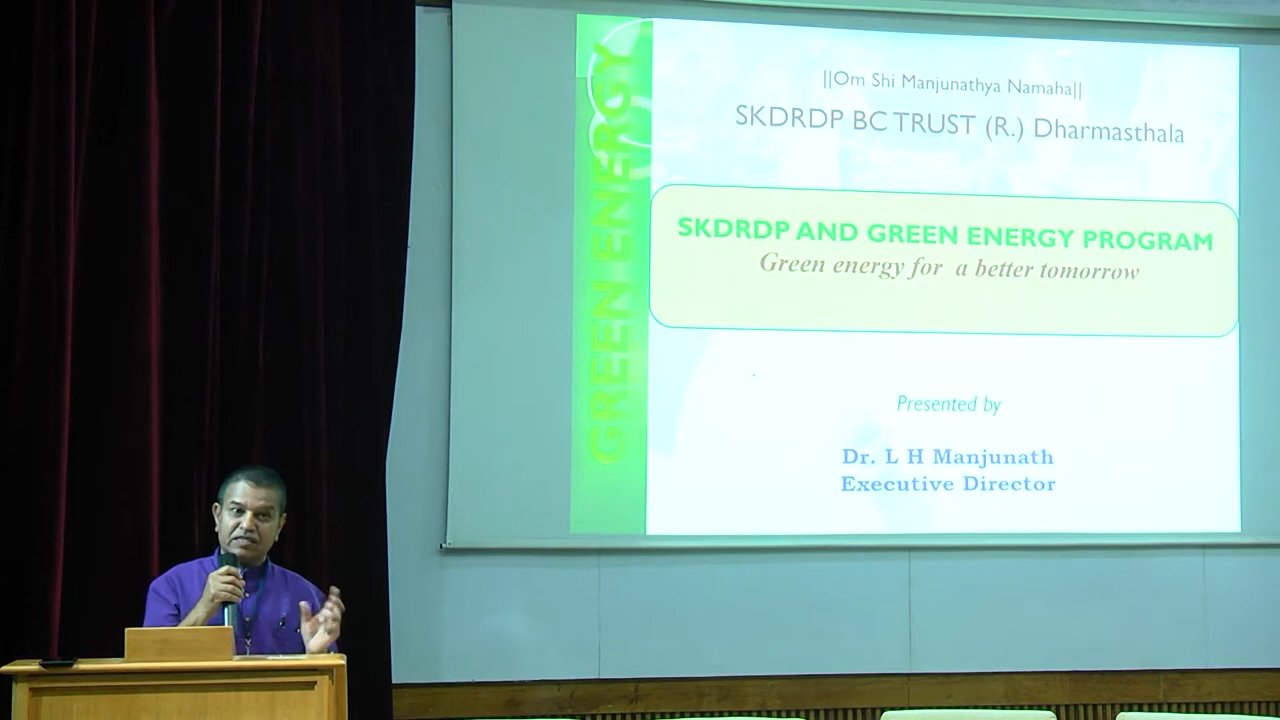 GREEN ENERGY
||Om Shi Manjunathya Namaha||
SKDRDP BC TRUST (R.) Dharmasthala
SKDRDP AND GREEN ENERGY PROGRAM
Green energy for a better tomorrow
Presented by
Dr. L H Manjunath
Executive Director